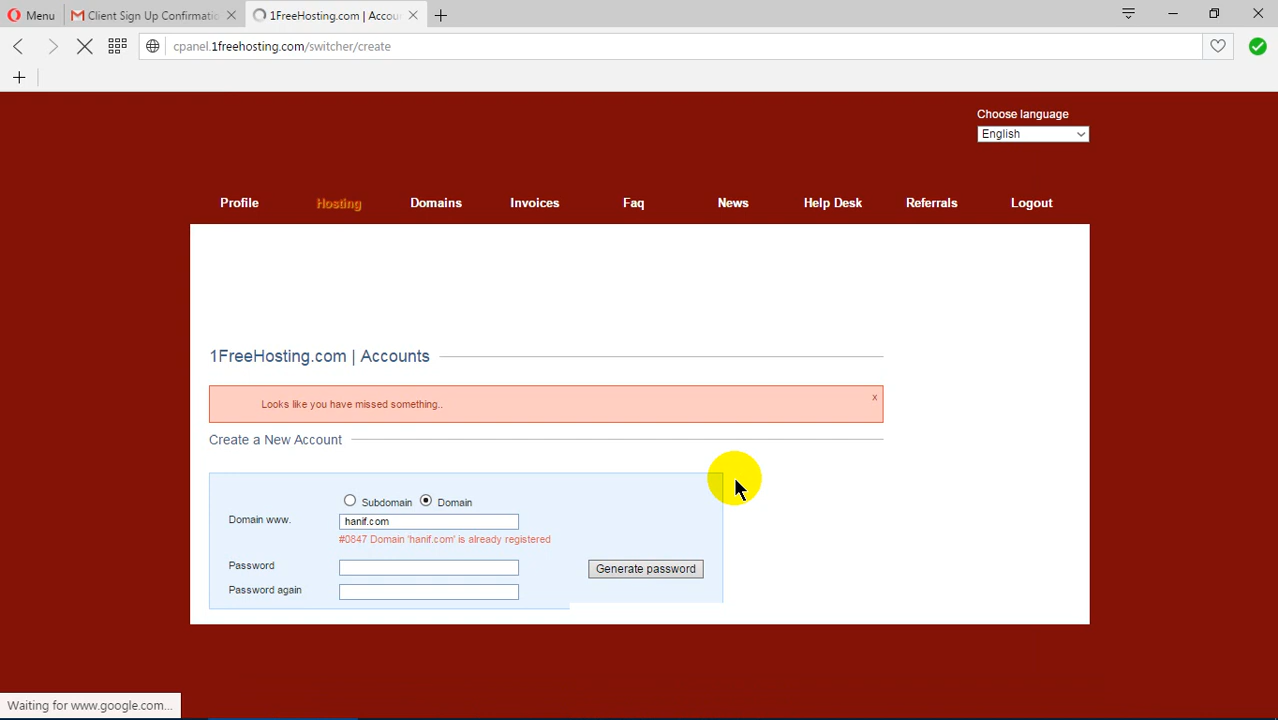 Menu
Client Sign Up Confirmatic
1FreeHosting.com | Accou
cpanel.1freehosting.com/switcher/create
Choose language
English
Profile
Hosting
Domains
Invoices
Faq
News
Help Desk
Referrals
Logout
1FreeHosting.com | Accounts
Looks like you have missed something..
x
Create a New Account
Subdomain
Domain
Domain www.
hanif.com
#0847 Domain 'hanif.com' is already registered
Password
Generate password
Password again
Waiting for www.google.com...